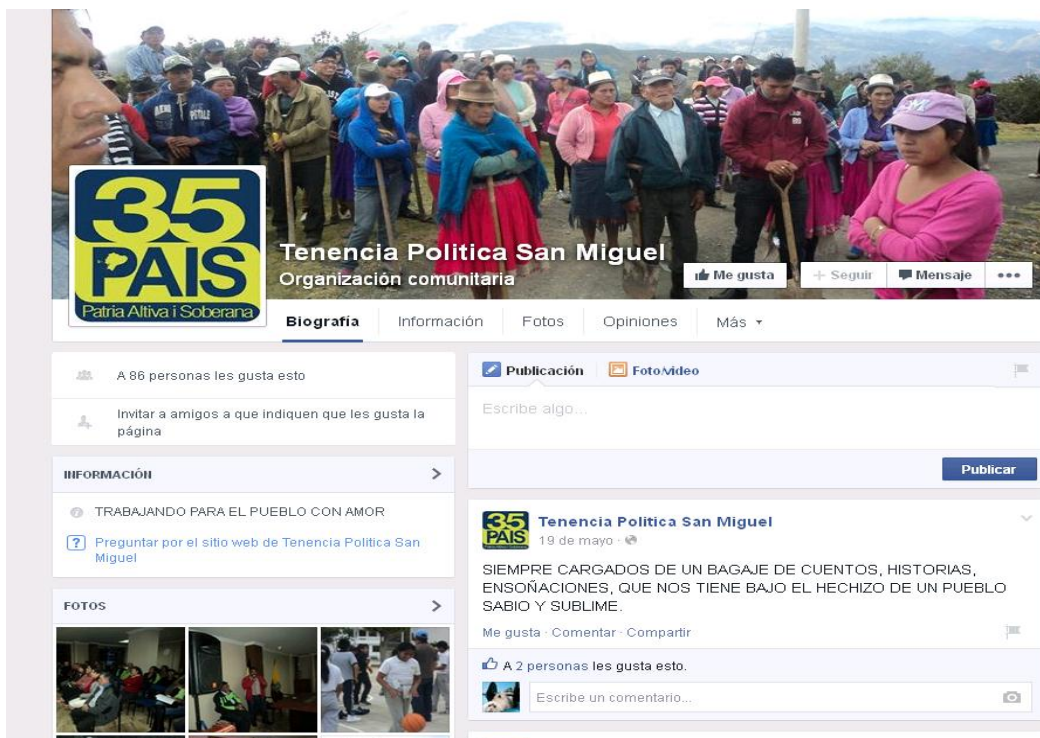 35
PAIS
Patria Altiva i Soberana
Tenencia Politica San Miguel
Organización comunitaria
Me gusta
+ Seguir
Mensaje
Biografía
Información
Fotos
Opiniones
Más
A 86 personas les gusta esto
Invitar a amigos a que indiquen que les gusta la
página
INFORMACIÓN
TRABAJANDO PARA EL PUEBLO CON AMOR
? Preguntar por el sitio web de Tenencia Politica San
Miguel
FOTOS
Publicación
Foto/video
Escribe algo...
Publicar
35
PAIS
Tenencia Politica San Miguel
19 de mayo ·
SIEMPRE CARGADOS DE UN BAGAJE DE CUENTOS, HISTORIAS,
ENSOÑACIONES, QUE NOS TIENE BAJO EL HECHIZO DE UN PUEBLO
SABIO Y SUBLIME.
Me gusta · Comentar · Compartir
A 2 personas les gusta esto.
Escribe un comentario...